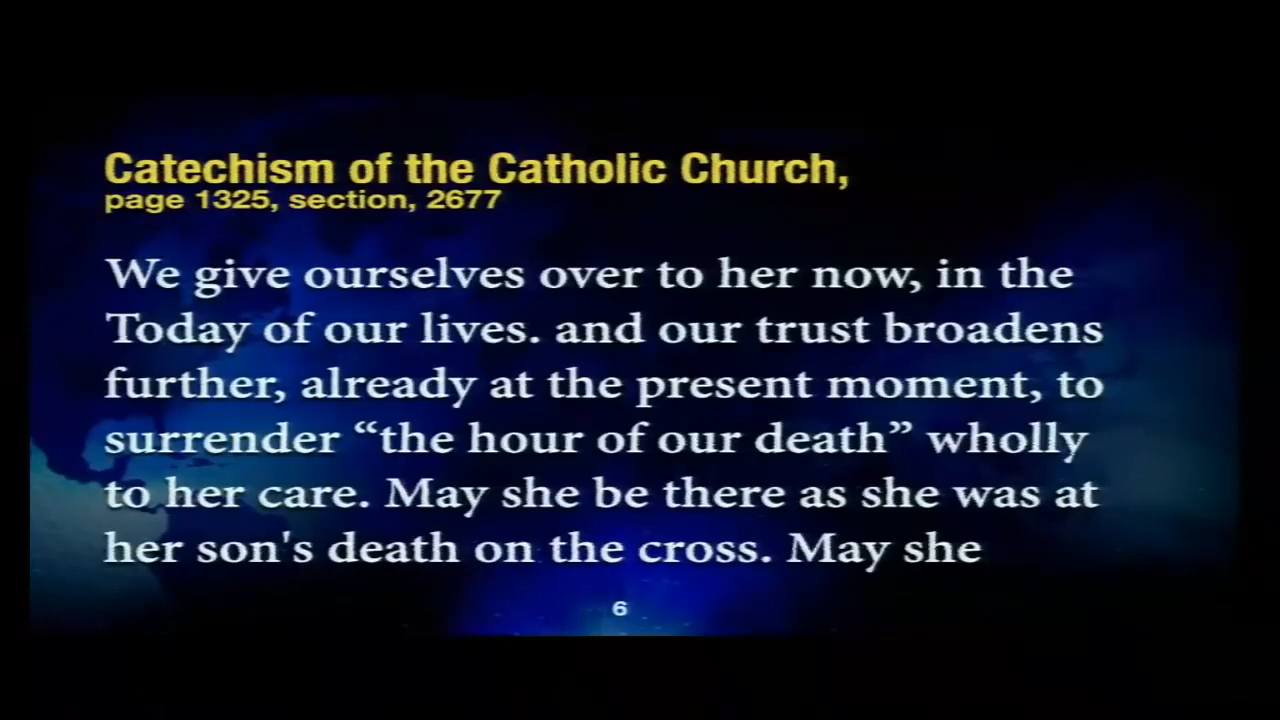 Catechism of the Catholic Church,
page 1325, section, 2677
We give ourselves over to her now, in the
Today of our lives. and our trust broadens
further, already at the present moment, to
surrender “the hour of our death” wholly
to her care. May she be there as she was at
her son's death on the cross. May she
6